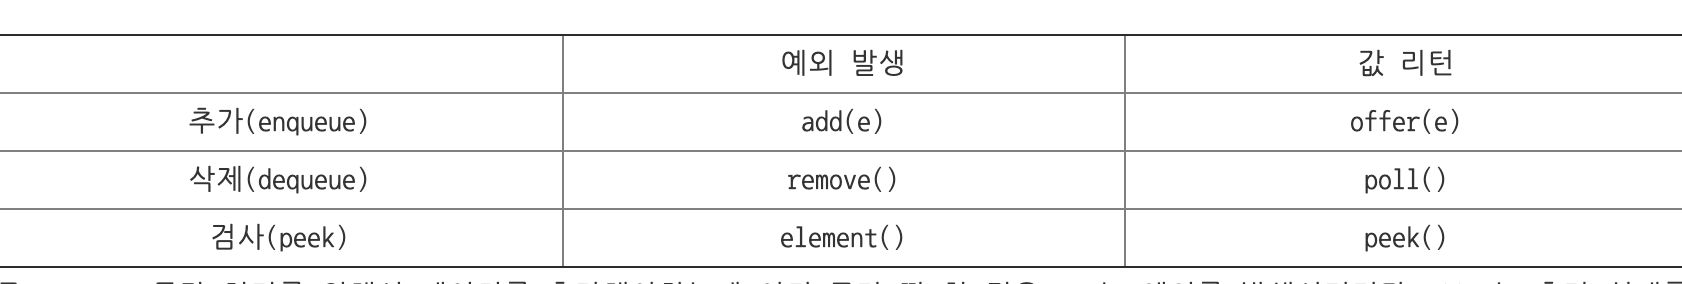 예외 발생 값 리턴
추가(enqueue) add(e) offer(e)
삭제(dequeue) remove() poll()
검사(peek) element() peek()